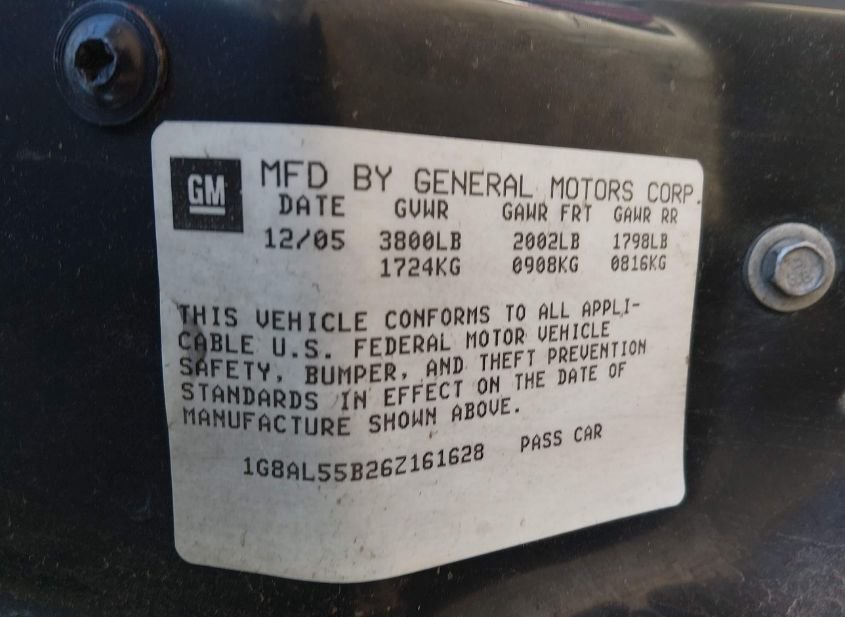 GM
MFD BY GENERAL MOTORS CORP.
DATE GVWR GAWR FRT GAWR RR
12/05 3800LB 2002LB 1798LB
1724KG 0908KG 0816KG
THIS VEHICLE CONFORMS TO ALL APPLI-
CABLE U.S. FEDERAL MOTOR VEHICLE
SAFETY, BUMPER, AND THEFT PREVENTION
STANDARDS IN EFFECT ON THE DATE OF
MANUFACTURE SHOWN ABOVE.
1G8AL55B26Z161628 PASS CAR